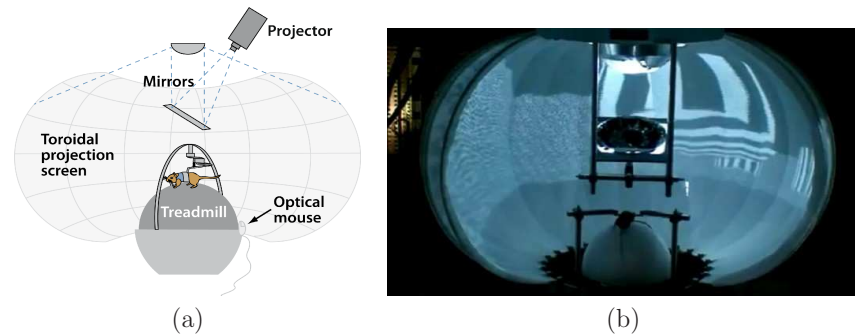 Projector
Mirrors
Toroidal
projection
screen
Treadmill
Optical
mouse
(a)
(b)